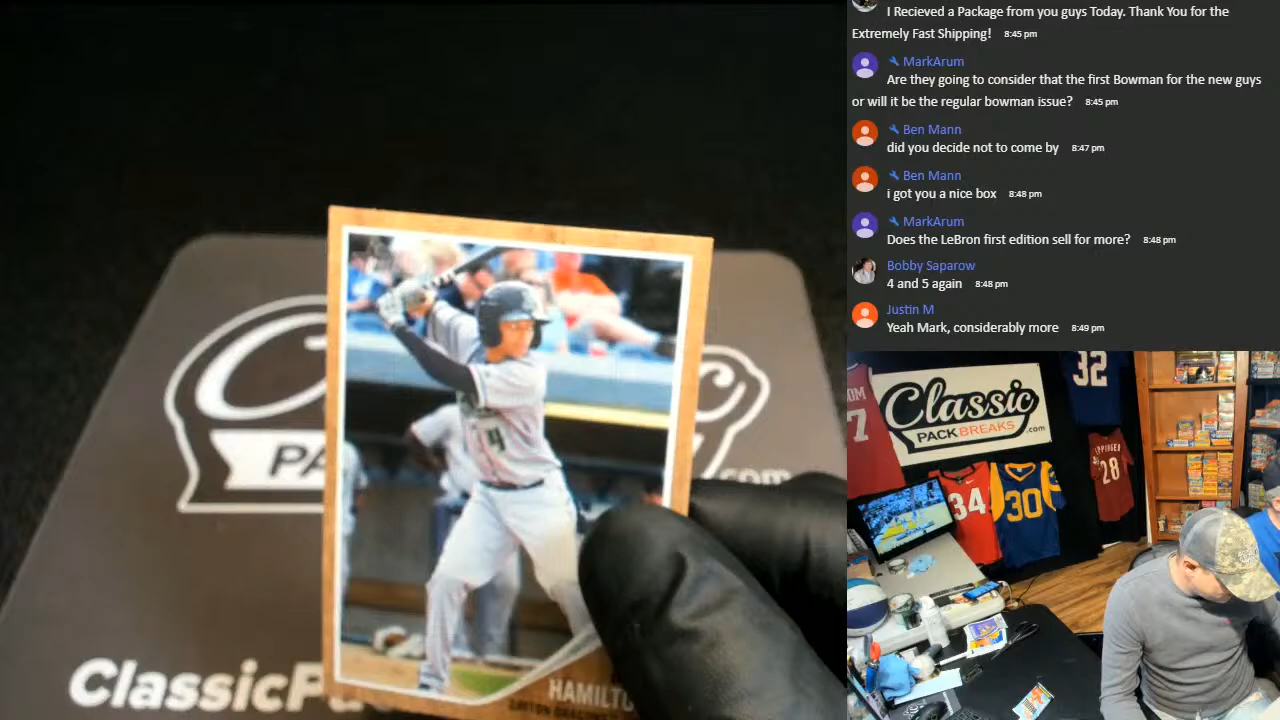 I Recieved a Package from you guys Today. Thank You for the
Extremely Fast Shipping! 8:45 pm
MarkArum
Are they going to consider that the first Bowman for the new guys
or will it be the regular bowman issue? 8:45 pm
Ben Mann
did you decide not to come by 8:47 pm
Ben Mann
i got you a nice box 8:48 pm
MarkArum
Does the LeBron first edition sell for more? 8:48 pm
Bobby Saparow
4 and 5 again 8:48 pm
Justin M
Yeah Mark, considerably more 8:49 pm
4
HAMILTO
.com
ClassicPa
Classic
PACKBREAKS.com
32
7
34
30
28